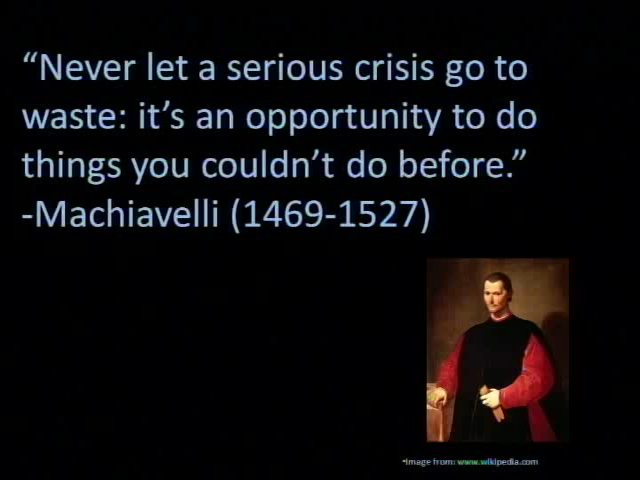 “Never let a serious crisis go to
waste: it’s an opportunity to do
things you couldn’t do before.”
-Machiavelli (1469-1527)
*Image from: www.wikipedia.com